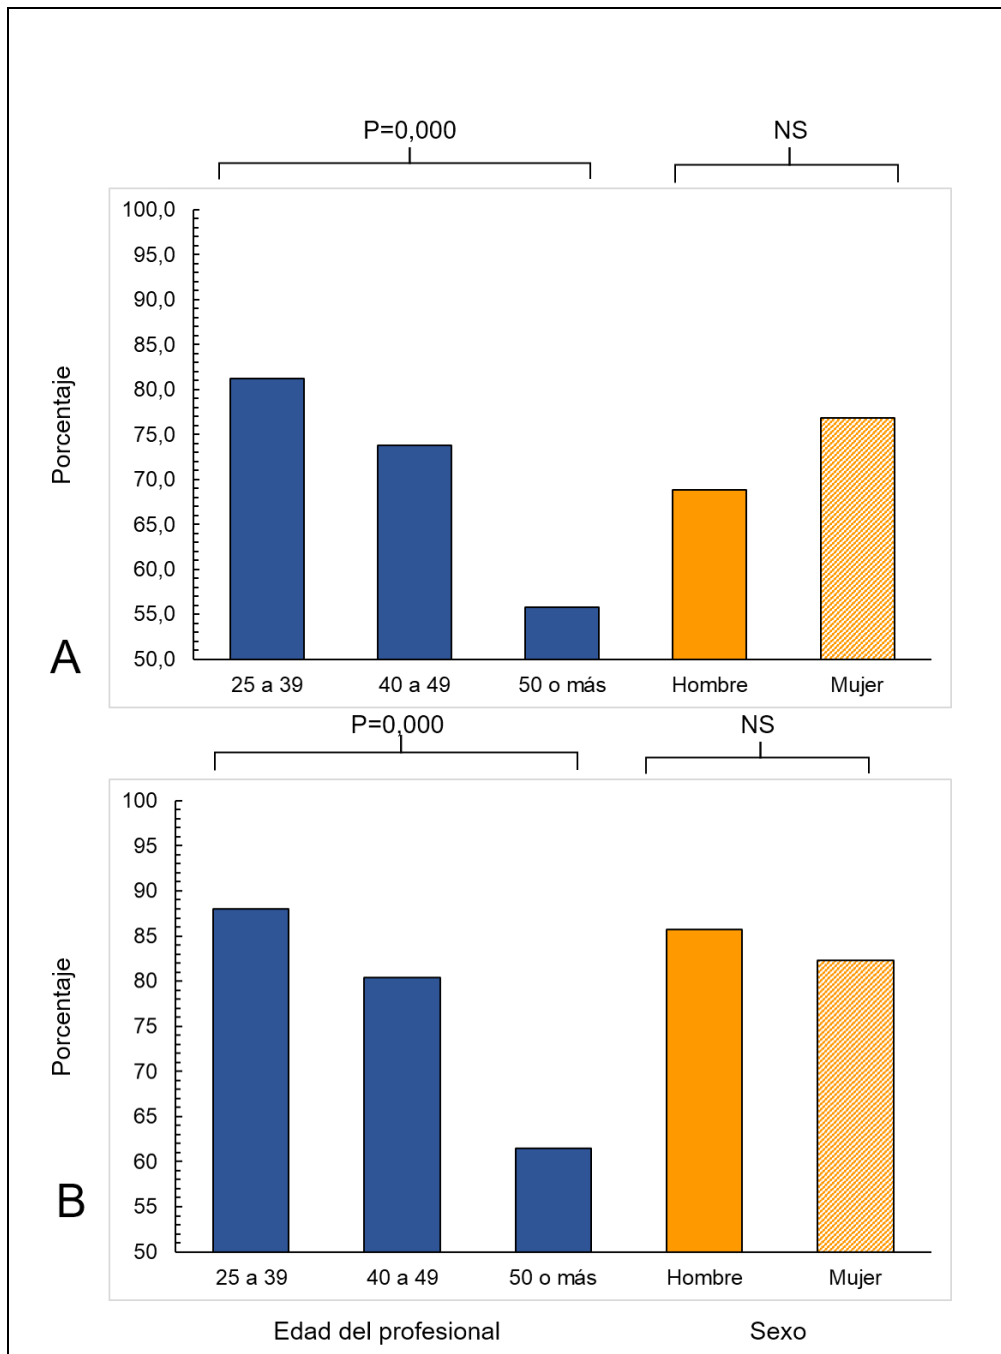 P=0,000 NS
100,0
95,0
90,0
85,0
80,0
75,0
70,0
65,0
60,0
55,0
50,0
Porcentaje
A
25 a 39 40 a 49 50 o más Hombre Mujer
P=0,000 NS
100
95
90
85
80
75
70
65
60
55
50
Porcentaje
B
25 a 39 40 a 49 50 o más Hombre Mujer
Edad del profesional Sexo